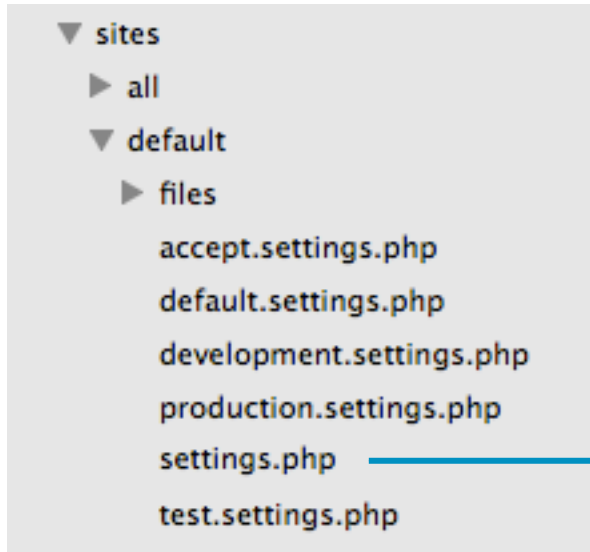 sites
all
default
files
accept.settings.php
default.settings.php
development.settings.php
production.settings.php
settings.php
test.settings.php